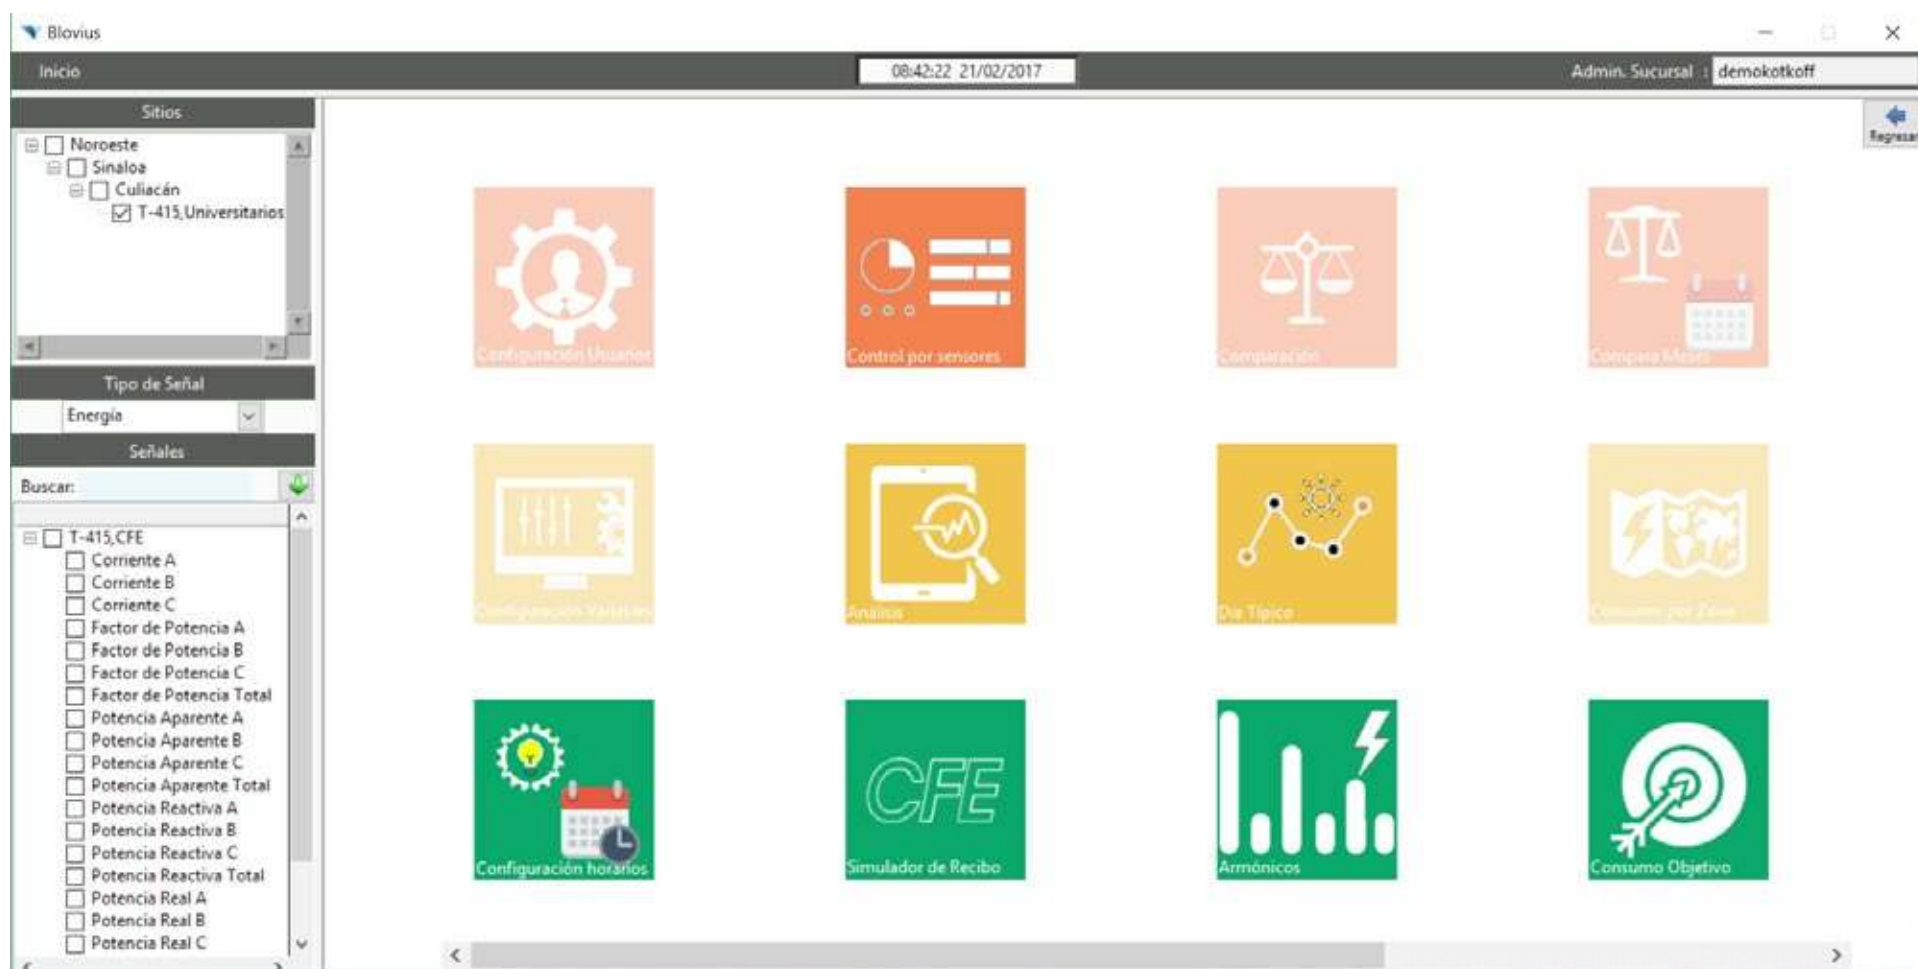 Blovius
Inicio
08:42:22 21/02/2017
Admin. Sucursal : demokotkoff
Sitios
Noroeste
Sinaloa
Culiacán
T-415,Universitarios
Tipo de Señal
Energía
Señales
Buscar:
T-415,CFE
Corriente A
Corriente B
Corriente C
Factor de Potencia A
Factor de Potencia B
Factor de Potencia C
Factor de Potencia Total
Potencia Aparente A
Potencia Aparente B
Potencia Aparente C
Potencia Aparente Total
Potencia Reactiva A
Potencia Reactiva B
Potencia Reactiva C
Potencia Reactiva Total
Potencia Real A
Potencia Real B
Potencia Real C
Regresar
Configuración Usuarios
Control por sensores
Comparación
Compara Meses
Configuración Variables
Análisis
Día Típico
Consumo por Zona
Configuración horarios
CFE
Simulador de Recibo
Armónicos
Consumo Objetivo